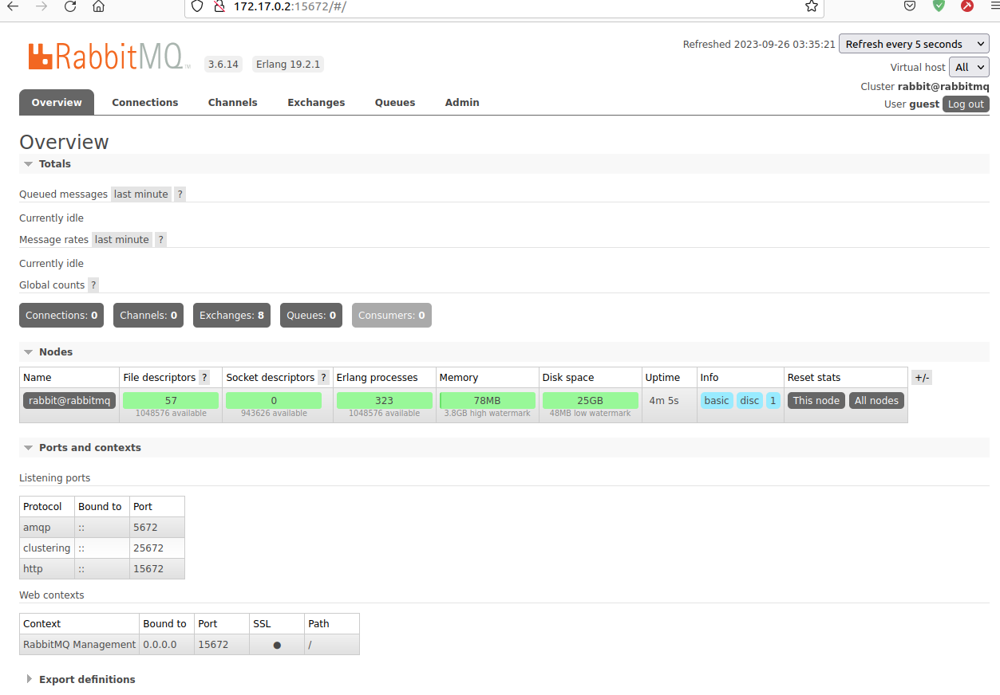 172.17.0.2:15672/#/
RabbitMQ TM 3.6.14 Erlang 19.2.1
Refreshed 2023-09-26 03:35:21 Refresh every 5 seconds
Virtual host All
Cluster rabbit@rabbitmq
User guest Log out
Overview Connections Channels Exchanges Queues Admin
Overview
Totals
Queued messages last minute ?
Currently idle
Message rates last minute ?
Currently idle
Global counts ?
Connections: 0 Channels: 0 Exchanges: 8 Queues: 0 Consumers: 0
Nodes
Name File descriptors ? Socket descriptors ? Erlang processes Memory Disk space Uptime Info Reset stats +/-
rabbit@rabbitmq 57 0 323 78MB 25GB 4m 5s basic disc 1 This node All nodes
1048576 available 943626 available 1048576 available 3.8GB high watermark 48MB low watermark
Ports and contexts
Listening ports
Protocol Bound to Port
amqp :: 5672
clustering :: 25672
http :: 15672
Web contexts
Context Bound to Port SSL Path
RabbitMQ Management 0.0.0.0 15672 ● /
Export definitions